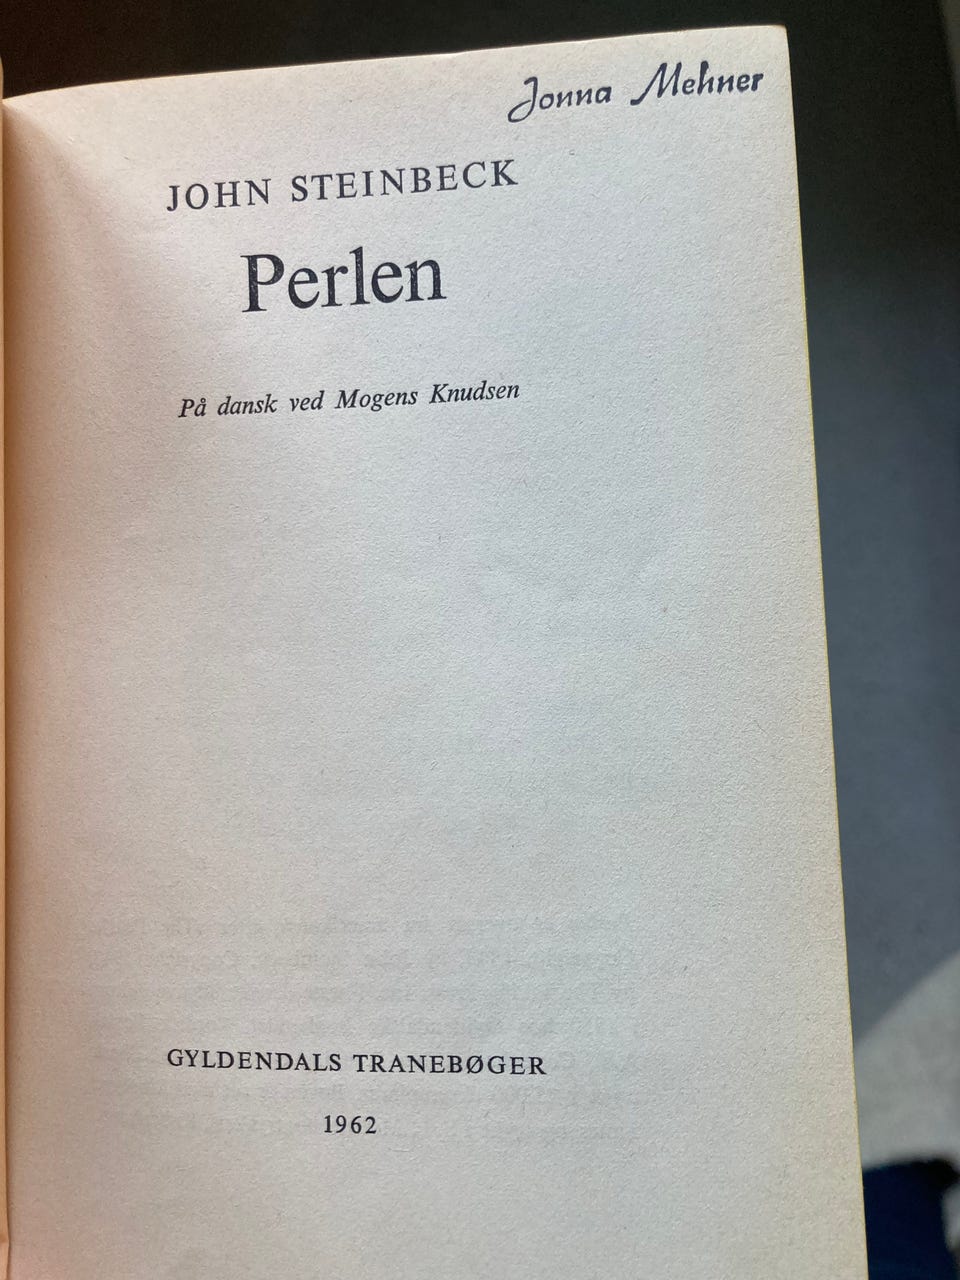 Jonna Mehner
JOHN STEINBECK
Perlen
På dansk ved Mogens Knudsen
GYLDENDALS TRANEBØGER
1962